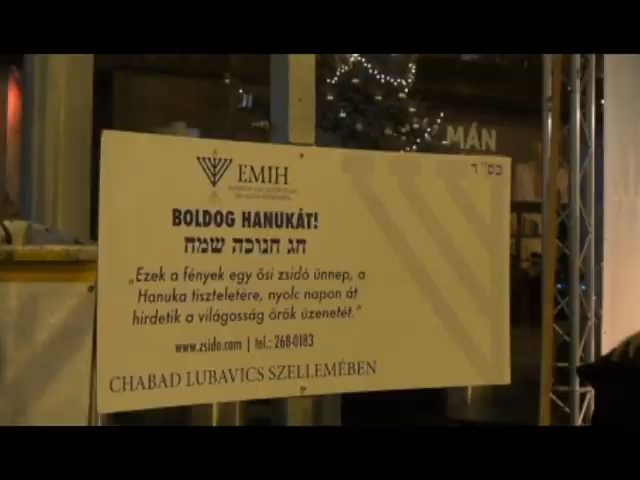 MÁN
בס"ד
EMIH
BOLDOG HANUKÁT!
חג חנוכה שמח
„Ezek a fények egy ősi zsidó ünnep, a
Hanuka tiszteletére, nyolc napon át
hirdetik a világosság örök üzenetét."
www.zsido.com | tel.: 268-0183
CHABAD LUBAVICS SZELLEMÉBEN